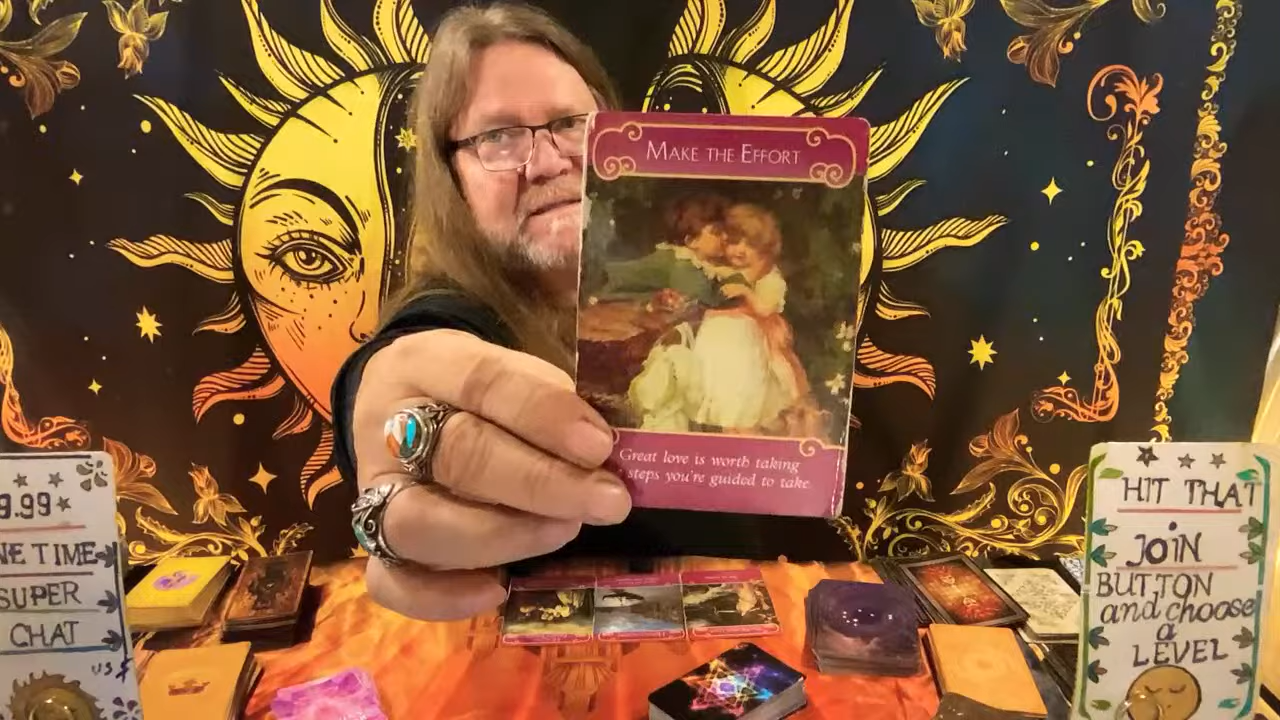 MAKE THE EFFORT
Great love is worth taking
steps you're guided to take.
9.99
TIME
SUPER
CHAT
US $
HIT THAT
JOIN
BUTTON
and choose
a
LEVEL